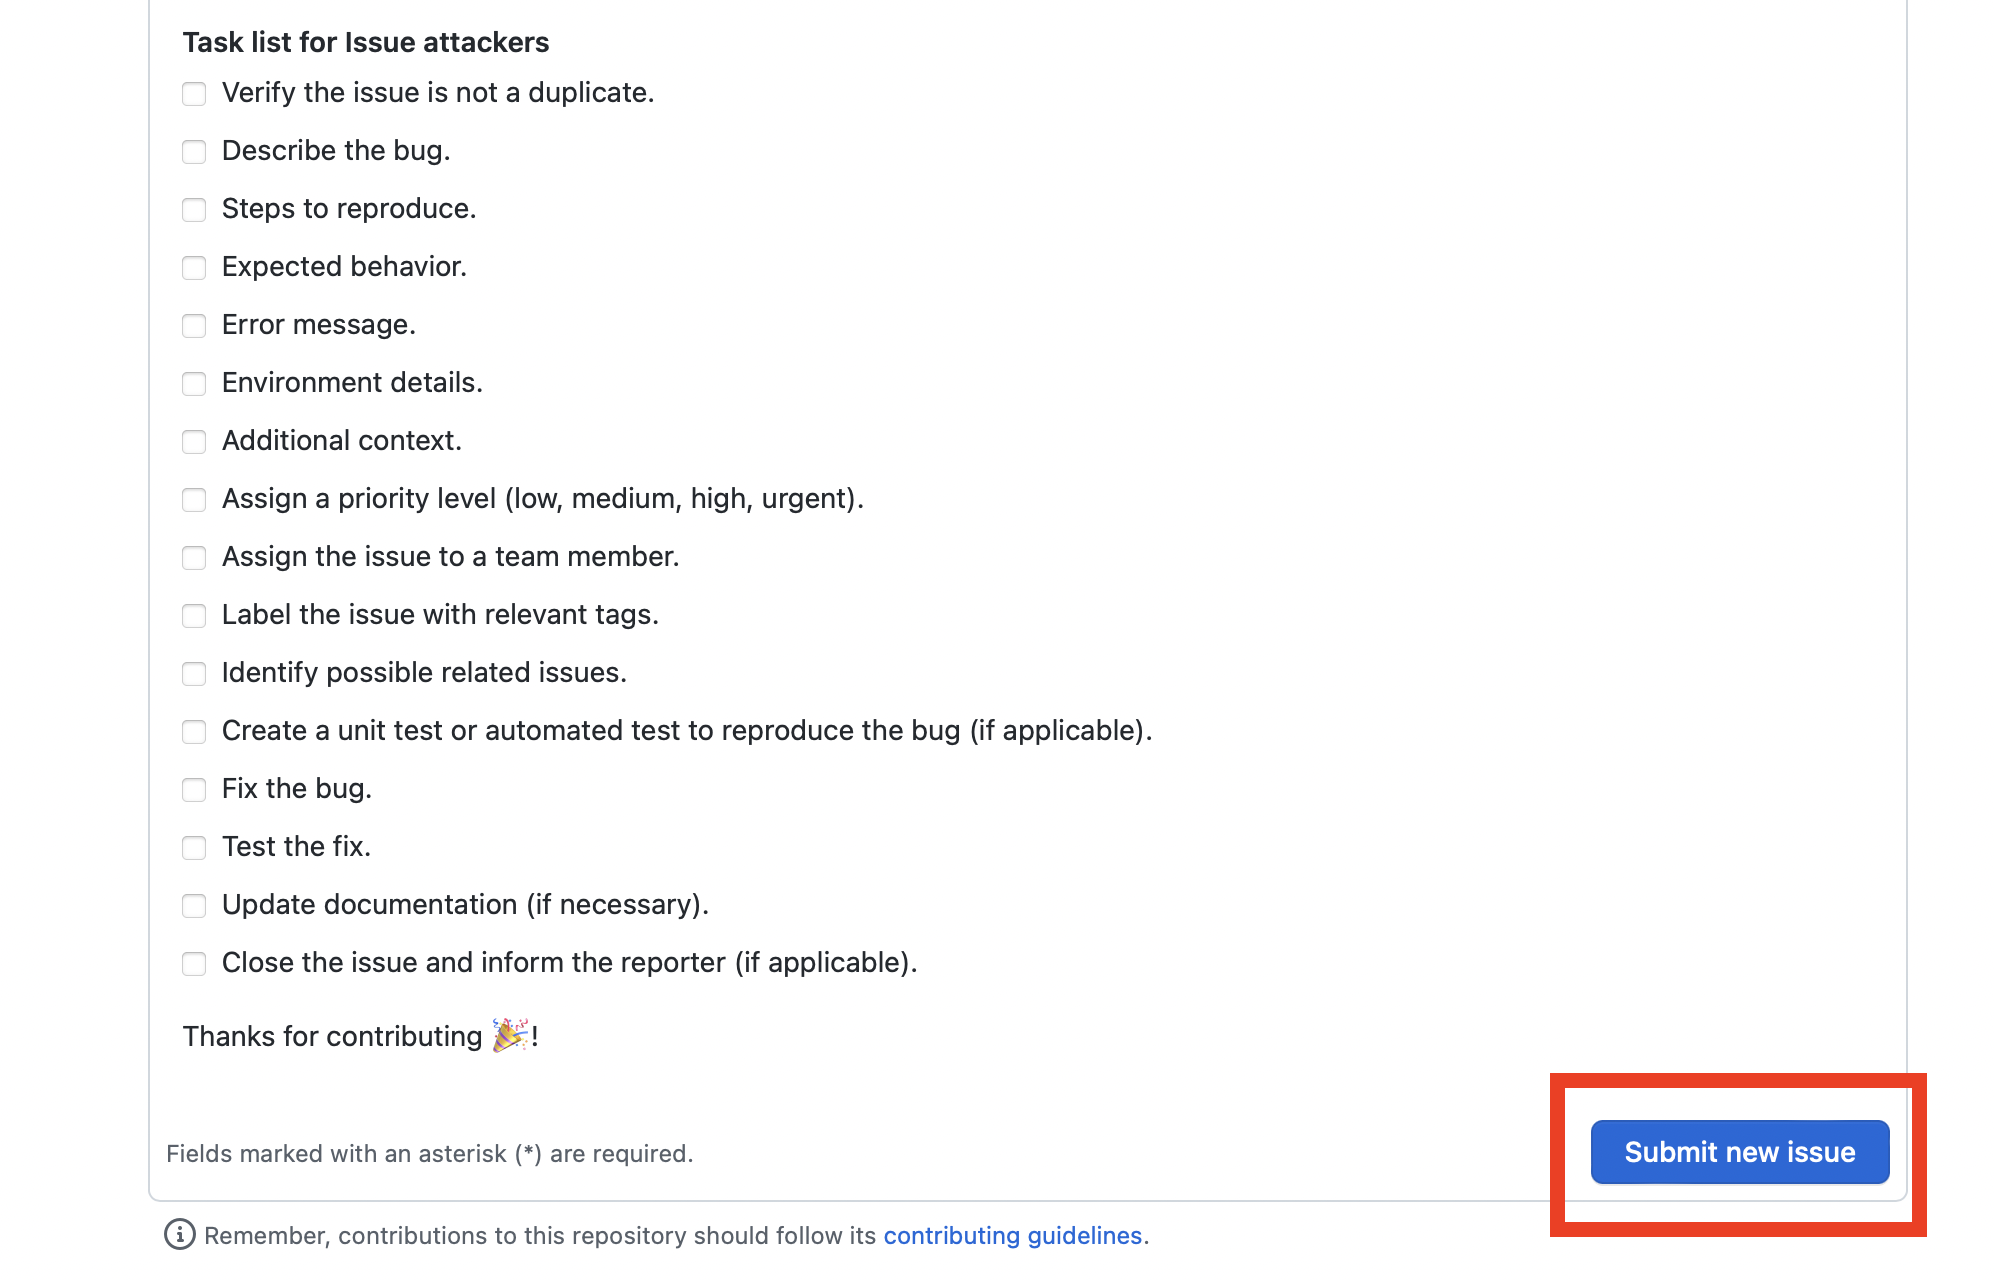 Task list for Issue attackers
Verify the issue is not a duplicate.
Describe the bug.
Steps to reproduce.
Expected behavior.
Error message.
Environment details.
Additional context.
Assign a priority level (low, medium, high, urgent).
Assign the issue to a team member.
Label the issue with relevant tags.
Identify possible related issues.
Create a unit test or automated test to reproduce the bug (if applicable).
Fix the bug.
Test the fix.
Update documentation (if necessary).
Close the issue and inform the reporter (if applicable).
Thanks for contributing 🎉!
Fields marked with an asterisk (*) are required.
Submit new issue
Remember, contributions to this repository should follow its contributing guidelines.